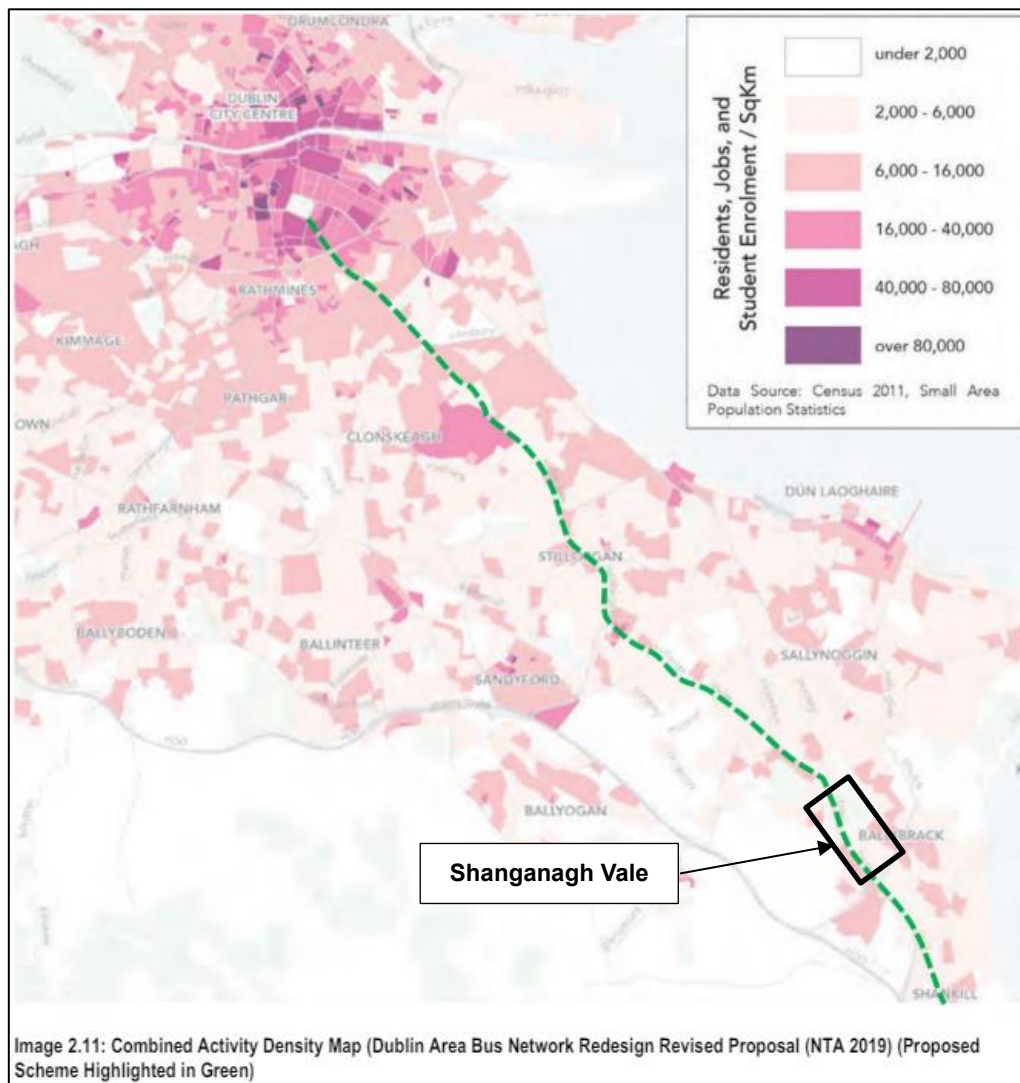 DRUMCONDRA
DUBLIN
CITY CENTRE
RATHMINES
KIMMAGE
RATHGAR
OWN
CLONSKEAGH
RATHFARNHAM
DÚN LAOGHAIRE
BALLYBODEN
BALLINTEER
SALLYNOGGIN
SANDYFORD
BALLYOGAN
SHANKILL
Shanganagh Vale
Residents, Jobs, and
Student Enrolment / SqKm
under 2,000
2,000 - 6,000
6,000 - 16,000
16,000 - 40,000
40,000 - 80,000
over 80,000
Data Source: Census 2011, Small Area
Population Statistics
Image 2.11: Combined Activity Density Map (Dublin Area Bus Network Redesign Revised Proposal (NTA 2019) (Proposed
Scheme Highlighted in Green)